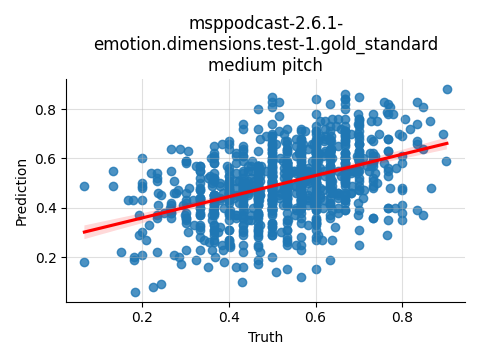 msppodcast-2.6.1-
emotion.dimensions.test-1.gold_standard
medium pitch
Prediction
0.8
0.6
0.4
0.2
0.2 0.4 0.6 0.8
Truth